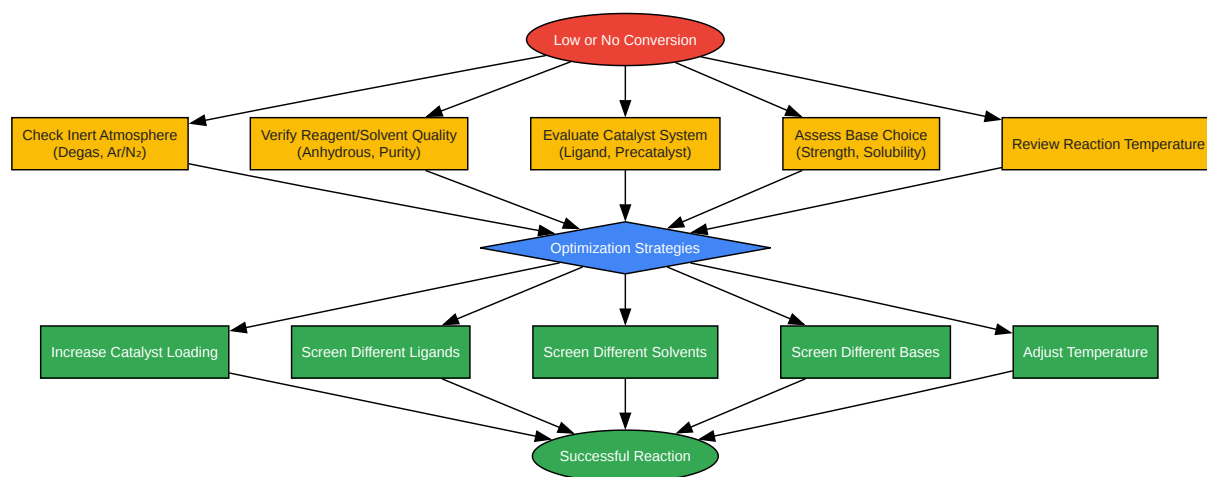 Low or No Conversion
Check Inert Atmosphere
(Degas, Ar/N₂)
Verify Reagent/Solvent Quality
(Anhydrous, Purity)
Evaluate Catalyst System
(Ligand, Precatalyst)
Assess Base Choice
(Strength, Solubility)
Review Reaction Temperature
Optimization Strategies
Increase Catalyst Loading
Screen Different Ligands
Screen Different Solvents
Screen Different Bases
Adjust Temperature
Successful Reaction